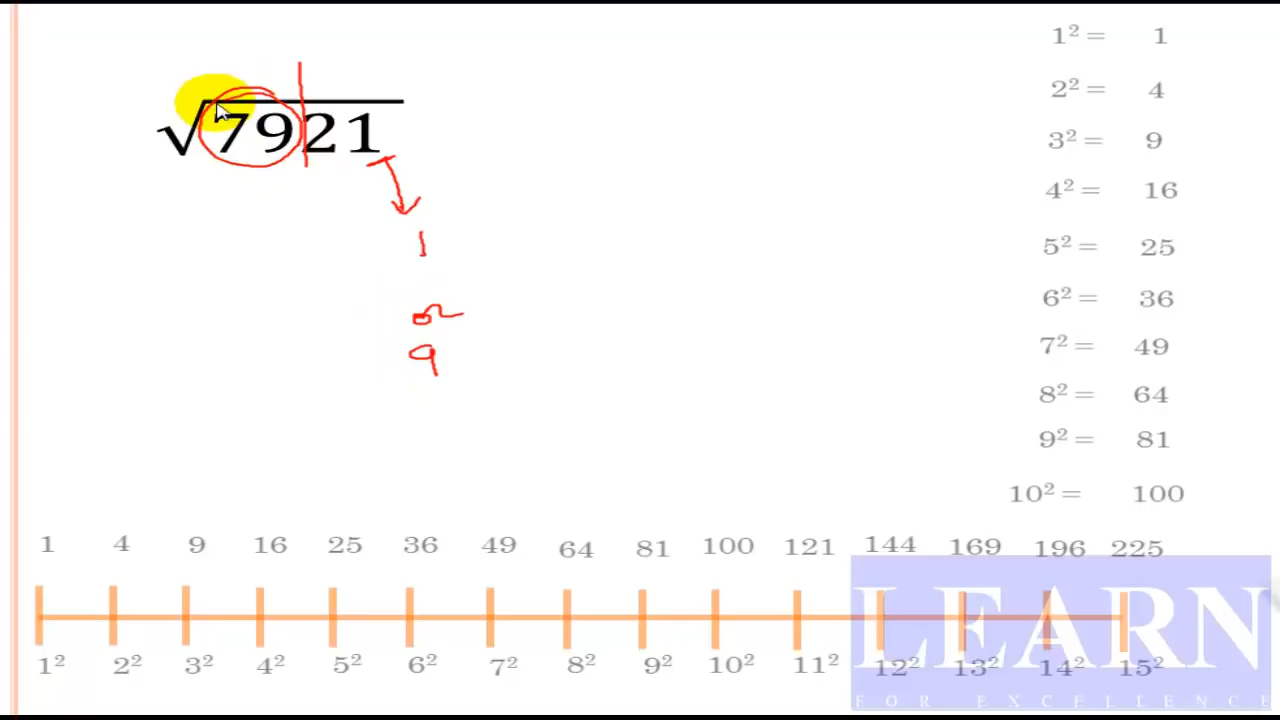 √7921
1
or
9
1² = 1
2² = 4
3² = 9
4² = 16
5² = 25
6² = 36
7² = 49
8² = 64
9² = 81
10² = 100
1 4 9 16 25 36 49 64 81 100 121 144 169 196 225
1² 2² 3² 4² 5² 6² 7² 8² 9² 10² 11² 12² 13² 14² 15²
LEARN
FOR EXCELLENCE